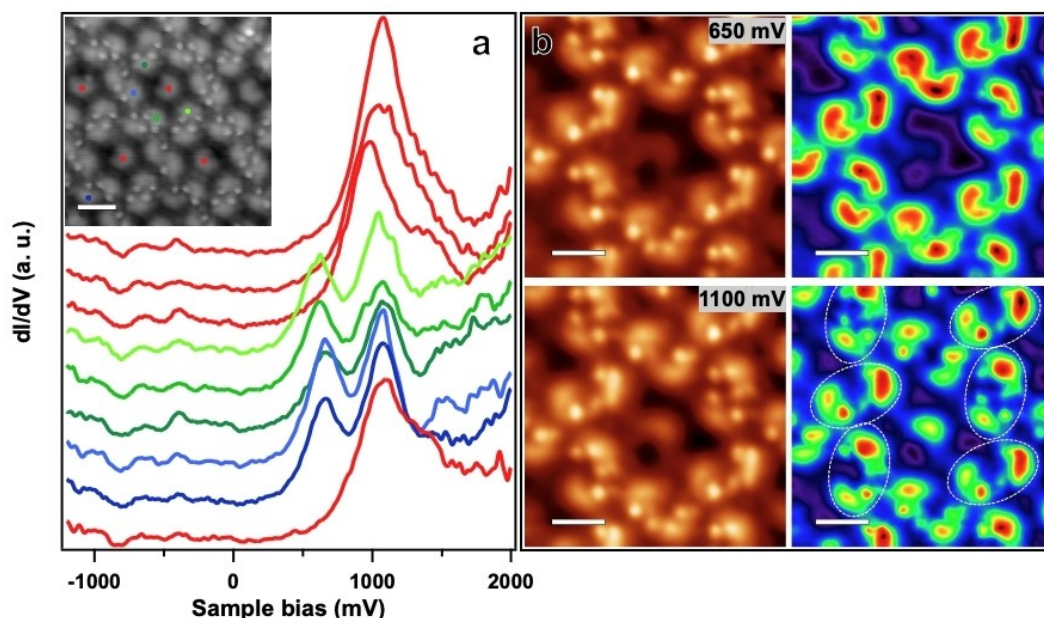 a
dI/dV (a. u.)
-1000
0
1000
2000
Sample bias (mV)
b
650 mV
1100 mV